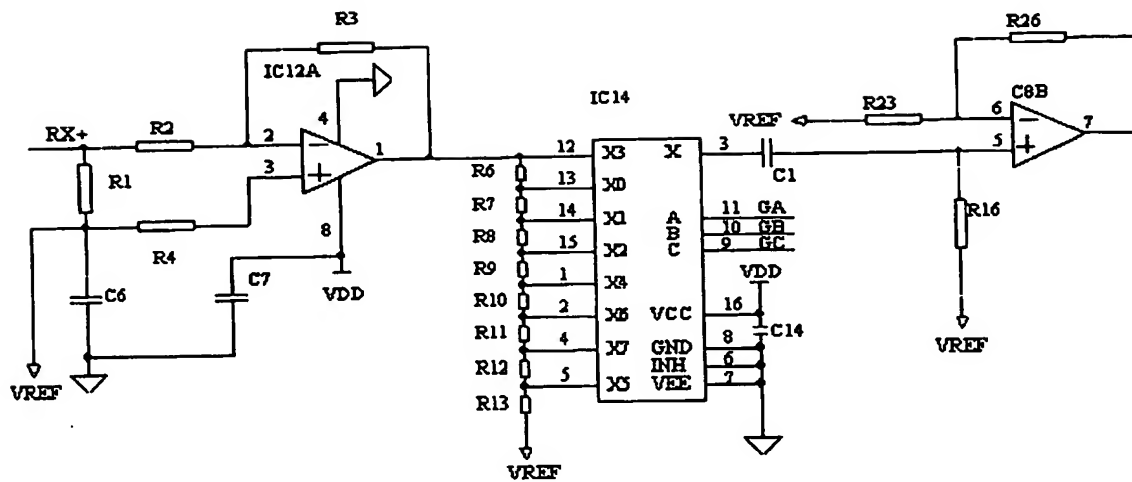 R3
R26
IC12A
C8B
4
IC14
RX+
R2
2
1
VREF
R23
6
7
3
12
X3
X
3
5
R1
R6
C1
13
X0
R7
R16
14
X1
A
11
GA
8
R4
R8
B
10
GB
15
X2
C
9
GC
R9
C7
1
X4
VDD
VDD
C6
R10
2
X6
VCC
16
R11
C14
4
X7
GND
8
VREF
R12
INH
6
VREF
5
X5
VEE
7
R13
VREF